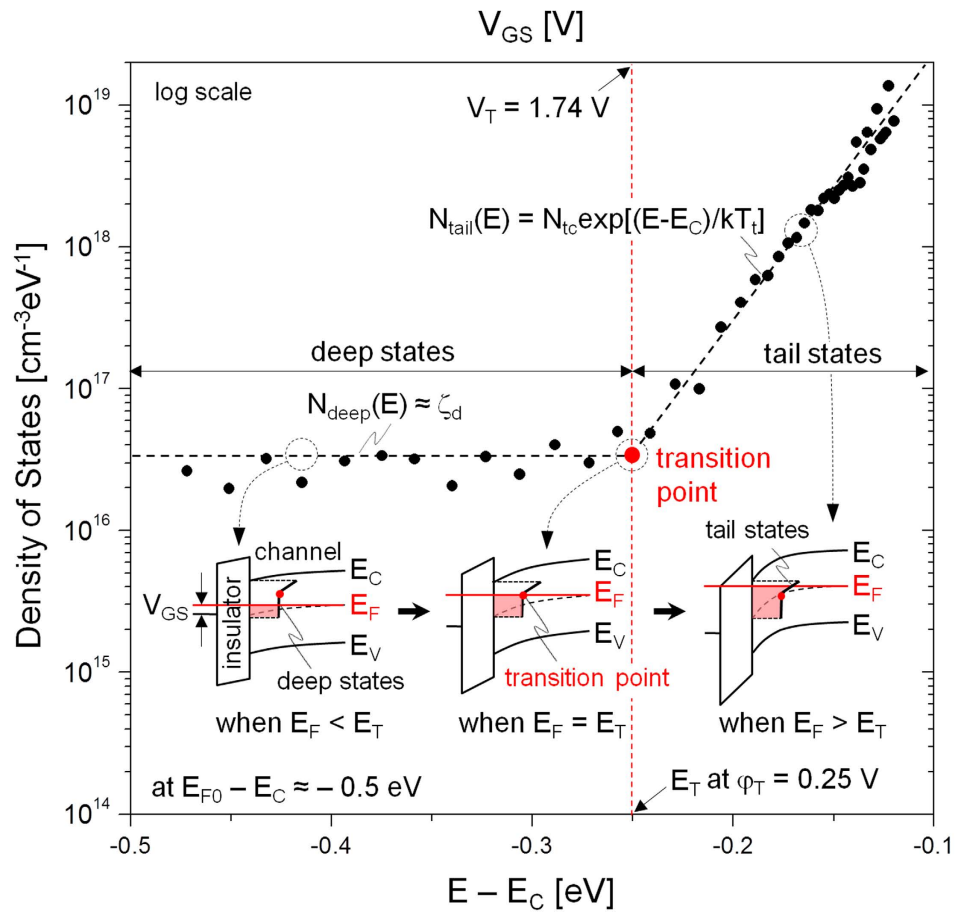 V_GS [V]
log scale
V_T = 1.74 V
N_tail(E) = N_tc exp[(E-E_C)/kT_t]
deep states
tail states
N_deep(E) ≈ ζ_d
transition
point
tail states
channel
E_C
E_F
E_V
V_GS
insulator
deep states
E_C
E_F
E_V
transition point
E_C
E_F
E_V
when E_F < E_T
when E_F = E_T
when E_F > E_T
at E_F0 – E_C ≈ – 0.5 eV
E_T at φ_T = 0.25 V
10^19
10^18
10^17
10^16
10^15
10^14
Density of States [cm^-3eV^-1]
-0.5
-0.4
-0.3
-0.2
-0.1
E – E_C [eV]